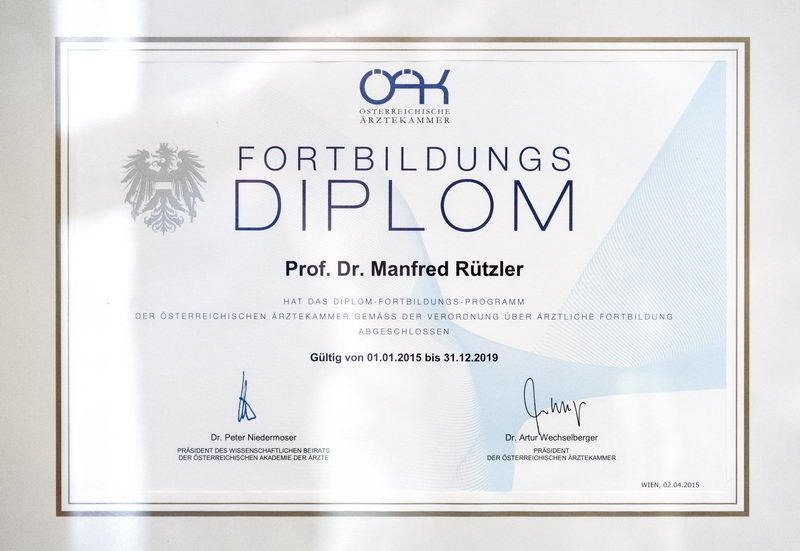 ÖÄK
ÖSTERREICHISCHE
ÄRZTEKAMMER
FORTBILDUNGS
DIPLOM
Prof. Dr. Manfred Rützler
HAT DAS DIPLOM-FORTBILDUNGS-PROGRAMM
DER ÖSTERREICHISCHEN ÄRZTEKAMMER GEMÄSS DER VERORDNUNG ÜBER ÄRZTLICHE FORTBILDUNG
ABGESCHLOSSEN
Gültig von 01.01.2015 bis 31.12.2019
Dr. Peter Niedermoser
PRÄSIDENT DES WISSENSCHAFTLICHEN BEIRATS
DER ÖSTERREICHISCHEN AKADEMIE DER ÄRZTE
Dr. Artur Wechselberger
PRÄSIDENT
DER ÖSTERREICHISCHEN ÄRZTEKAMMER
WIEN, 02.04.2015